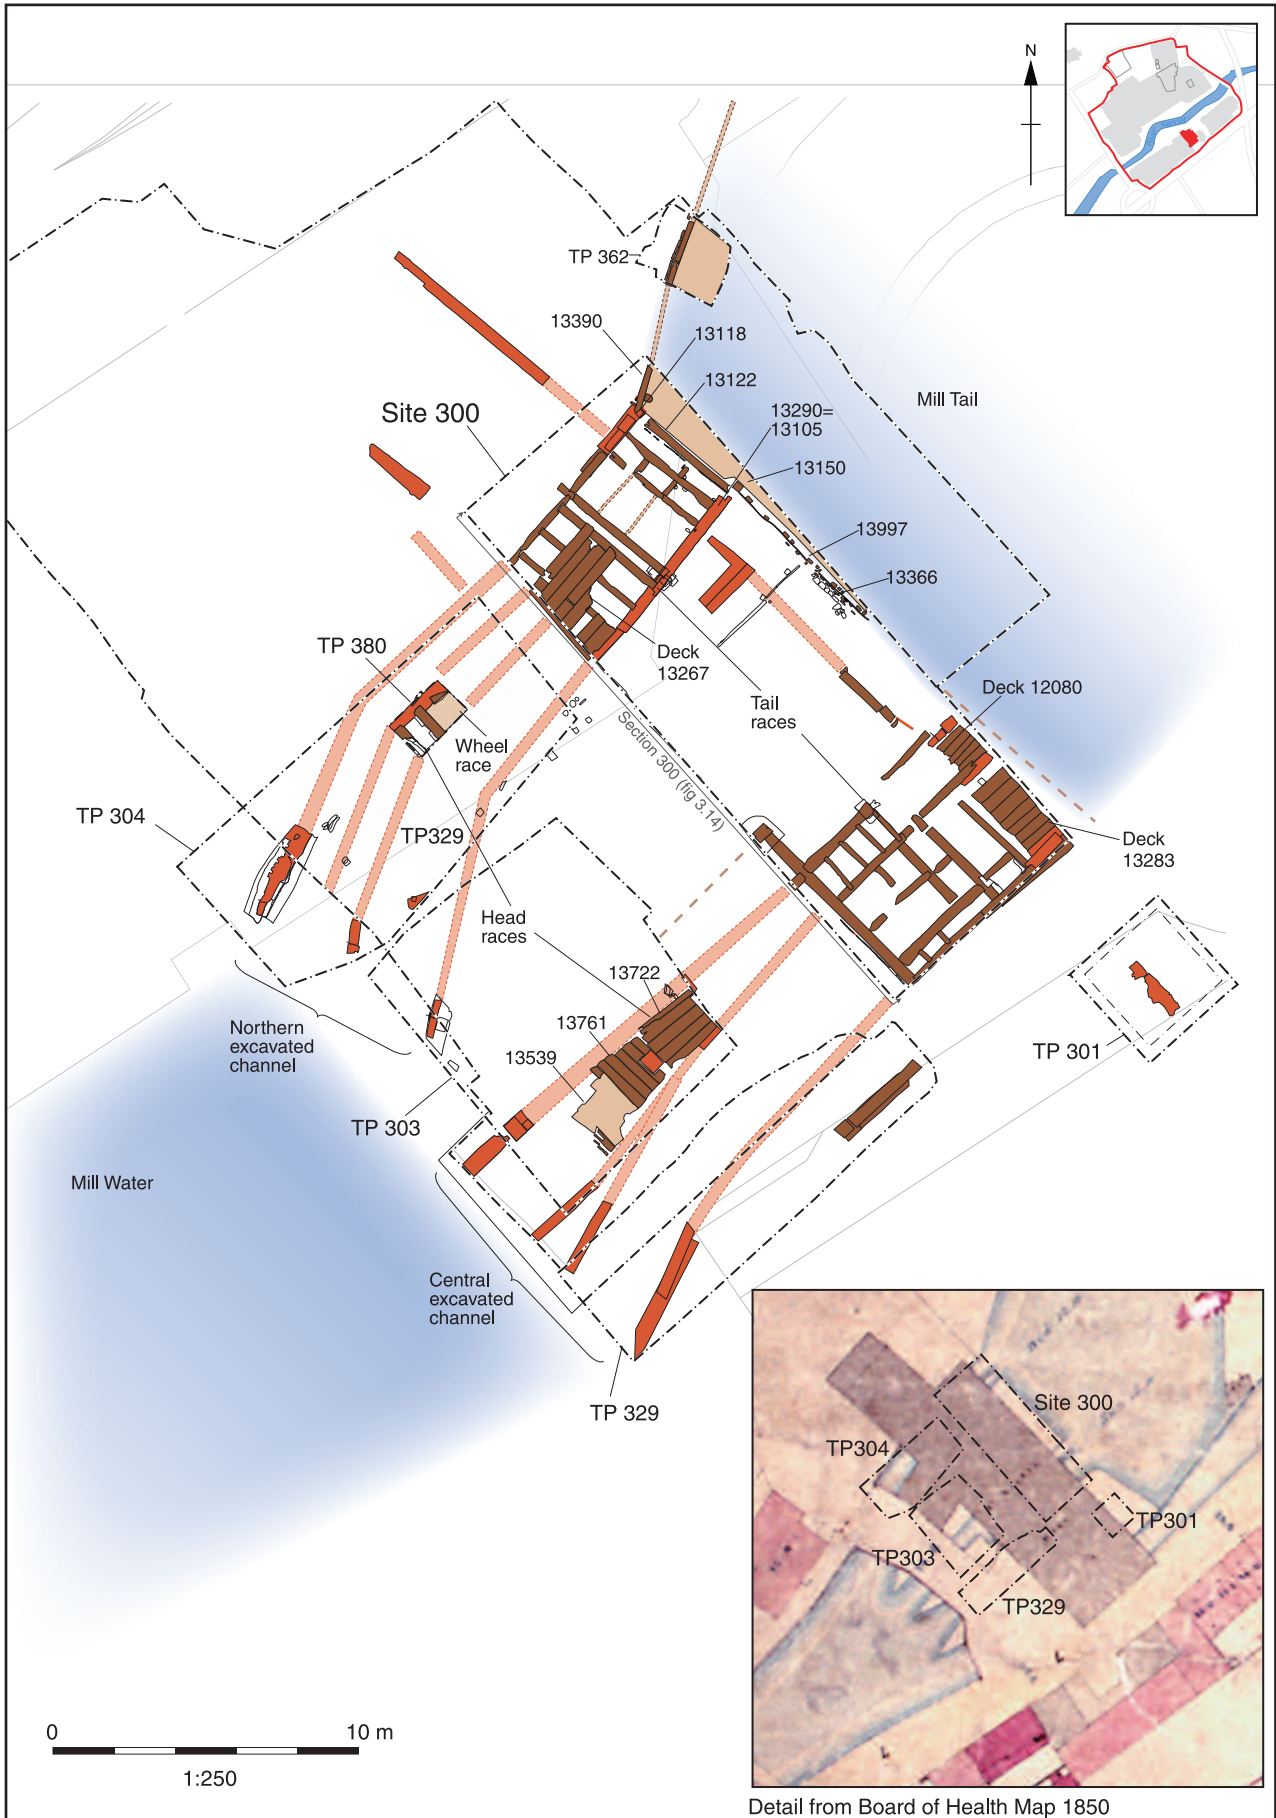 N
TP 362
13390
13118
13122
Site 300
13290=
13105
Mill Tail
13150
13997
13366
TP 380
Deck
13267
Deck 12080
Tail
races
Wheel
race
Section 300 (fig 3.14)
TP 304
TP329
Deck
13283
Head
races
13722
13761
13539
Northern
excavated
channel
TP 301
TP 303
Mill Water
Central
excavated
channel
TP 329
Site 300
TP304
TP301
TP303
TP329
0
10 m
1:250
Detail from Board of Health Map 1850